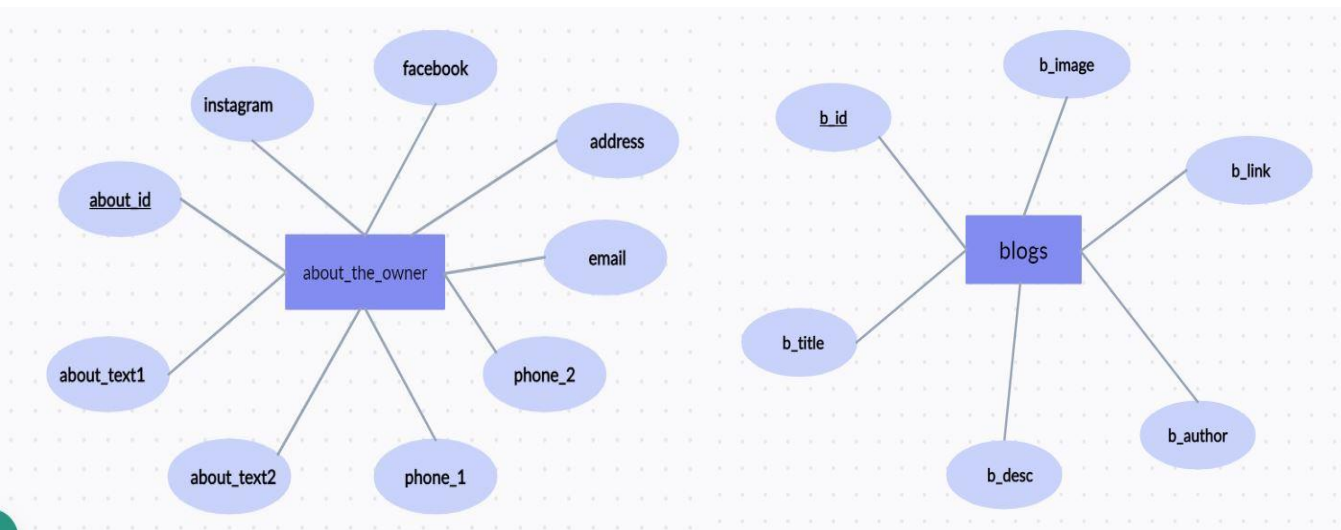 facebook
instagram
address
about_id
email
about_the_owner
about_text1
phone_2
about_text2
phone_1
b_image
b_id
b_link
blogs
b_title
b_author
b_desc